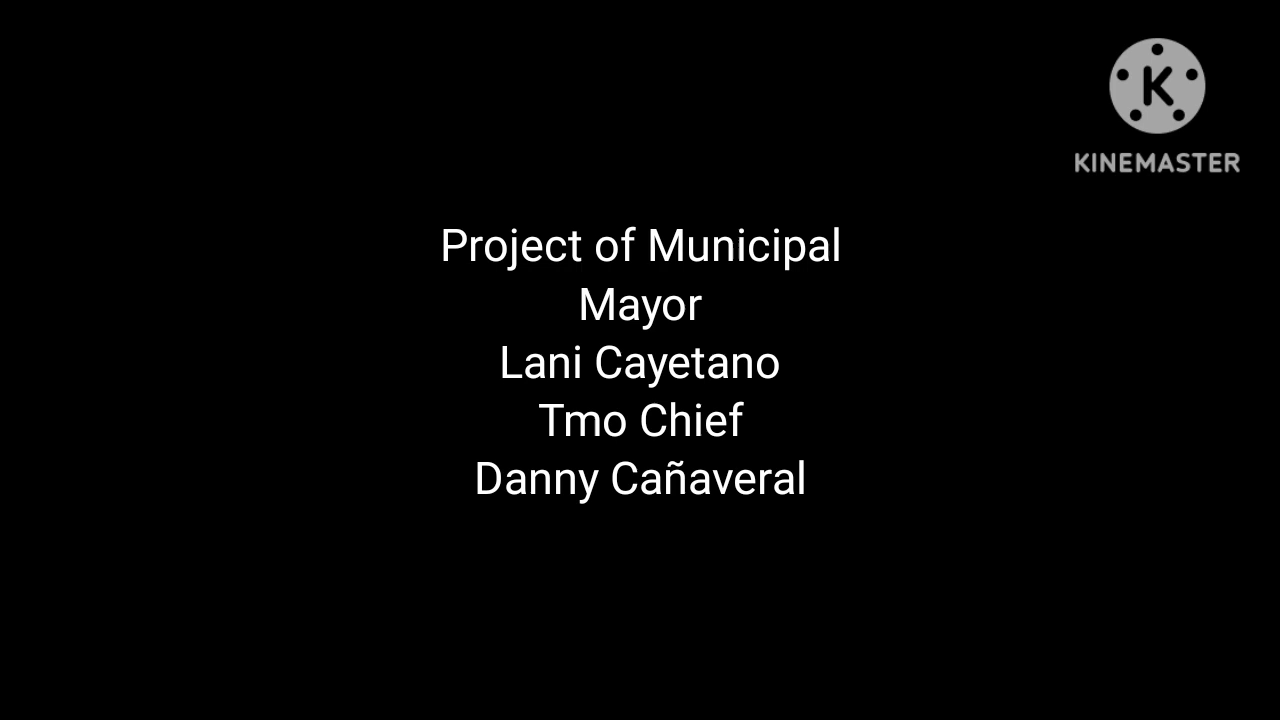 K
KINEMASTER
Project of Municipal
Mayor
Lani Cayetano
Tmo Chief
Danny Cañaveral